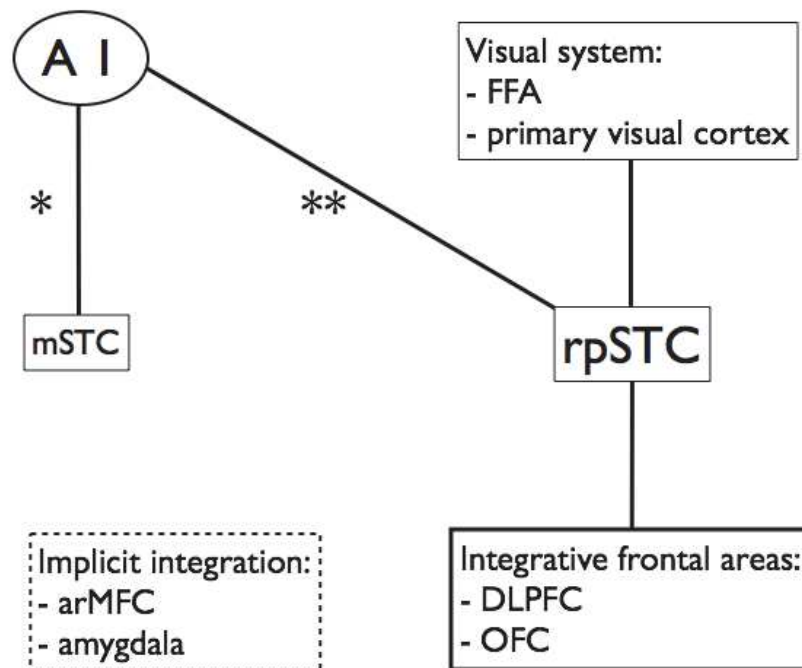 A I
Visual system:
- FFA
- primary visual cortex
*
**
mSTC
rpSTC
Implicit integration:
- arMFC
- amygdala
Integrative frontal areas:
- DLPFC
- OFC